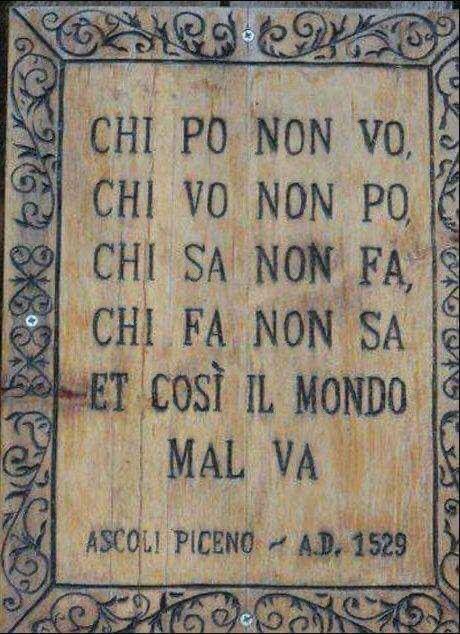 CHI PO NON VO,
CHI VO NON PO,
CHI SA NON FA,
CHI FA NON SA
ET COSÌ IL MONDO
MAL VA
ASCOLI PICENO ~ A.D. 1529